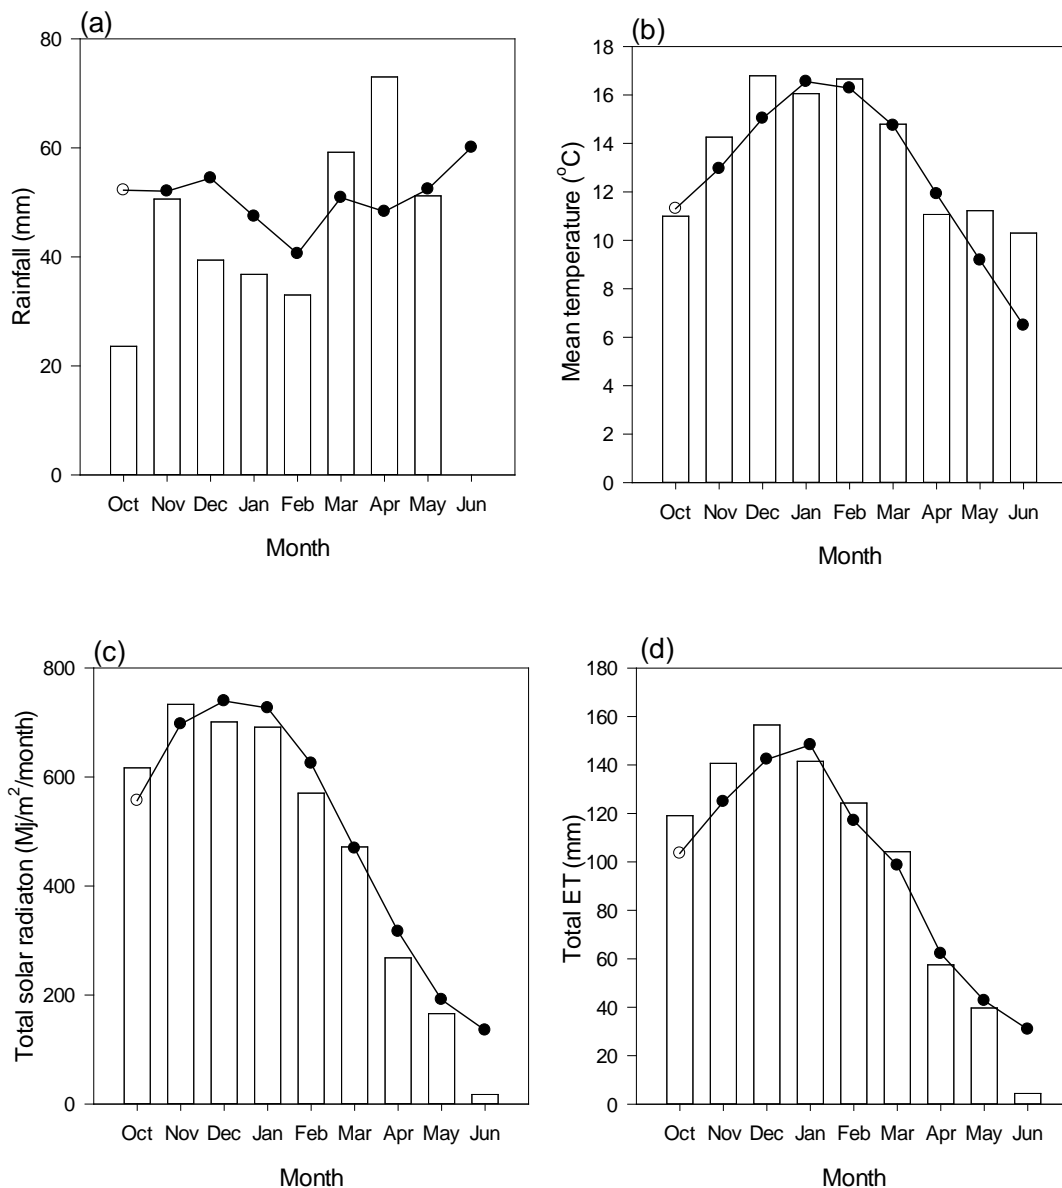 (a)
80
60
40
20
0
Rainfall (mm)
Oct Nov Dec Jan Feb Mar Apr May Jun
Month
(b)
18
16
14
12
10
8
6
4
2
0
Mean temperature (°C)
Oct Nov Dec Jan Feb Mar Apr May Jun
Month
(c)
800
600
400
200
0
Total solar radiaton (Mj/m²/month)
Oct Nov Dec Jan Feb Mar Apr May Jun
Month
(d)
180
160
140
120
100
80
60
40
20
0
Total ET (mm)
Oct Nov Dec Jan Feb Mar Apr May Jun
Month